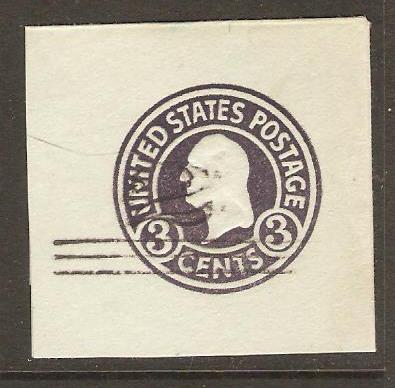 UNITED STATES POSTAGE
3 3
CENTS